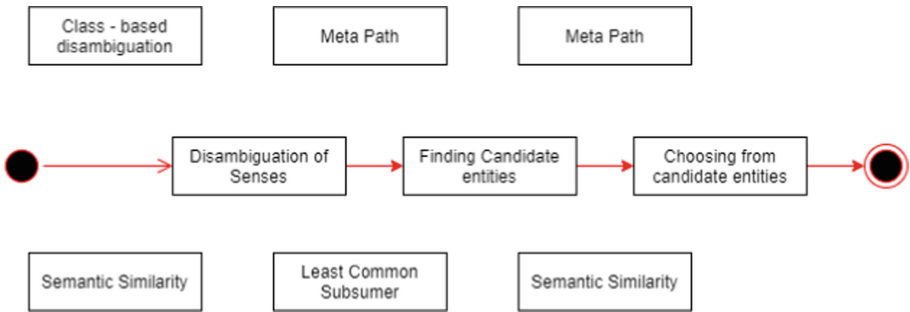 Class - based
disambiguation
Meta Path
Meta Path
Disambiguation of
Senses
Finding Candidate
entities
Choosing from
candidate entities
Semantic Similarity
Least Common
Subsumer
Semantic Similarity